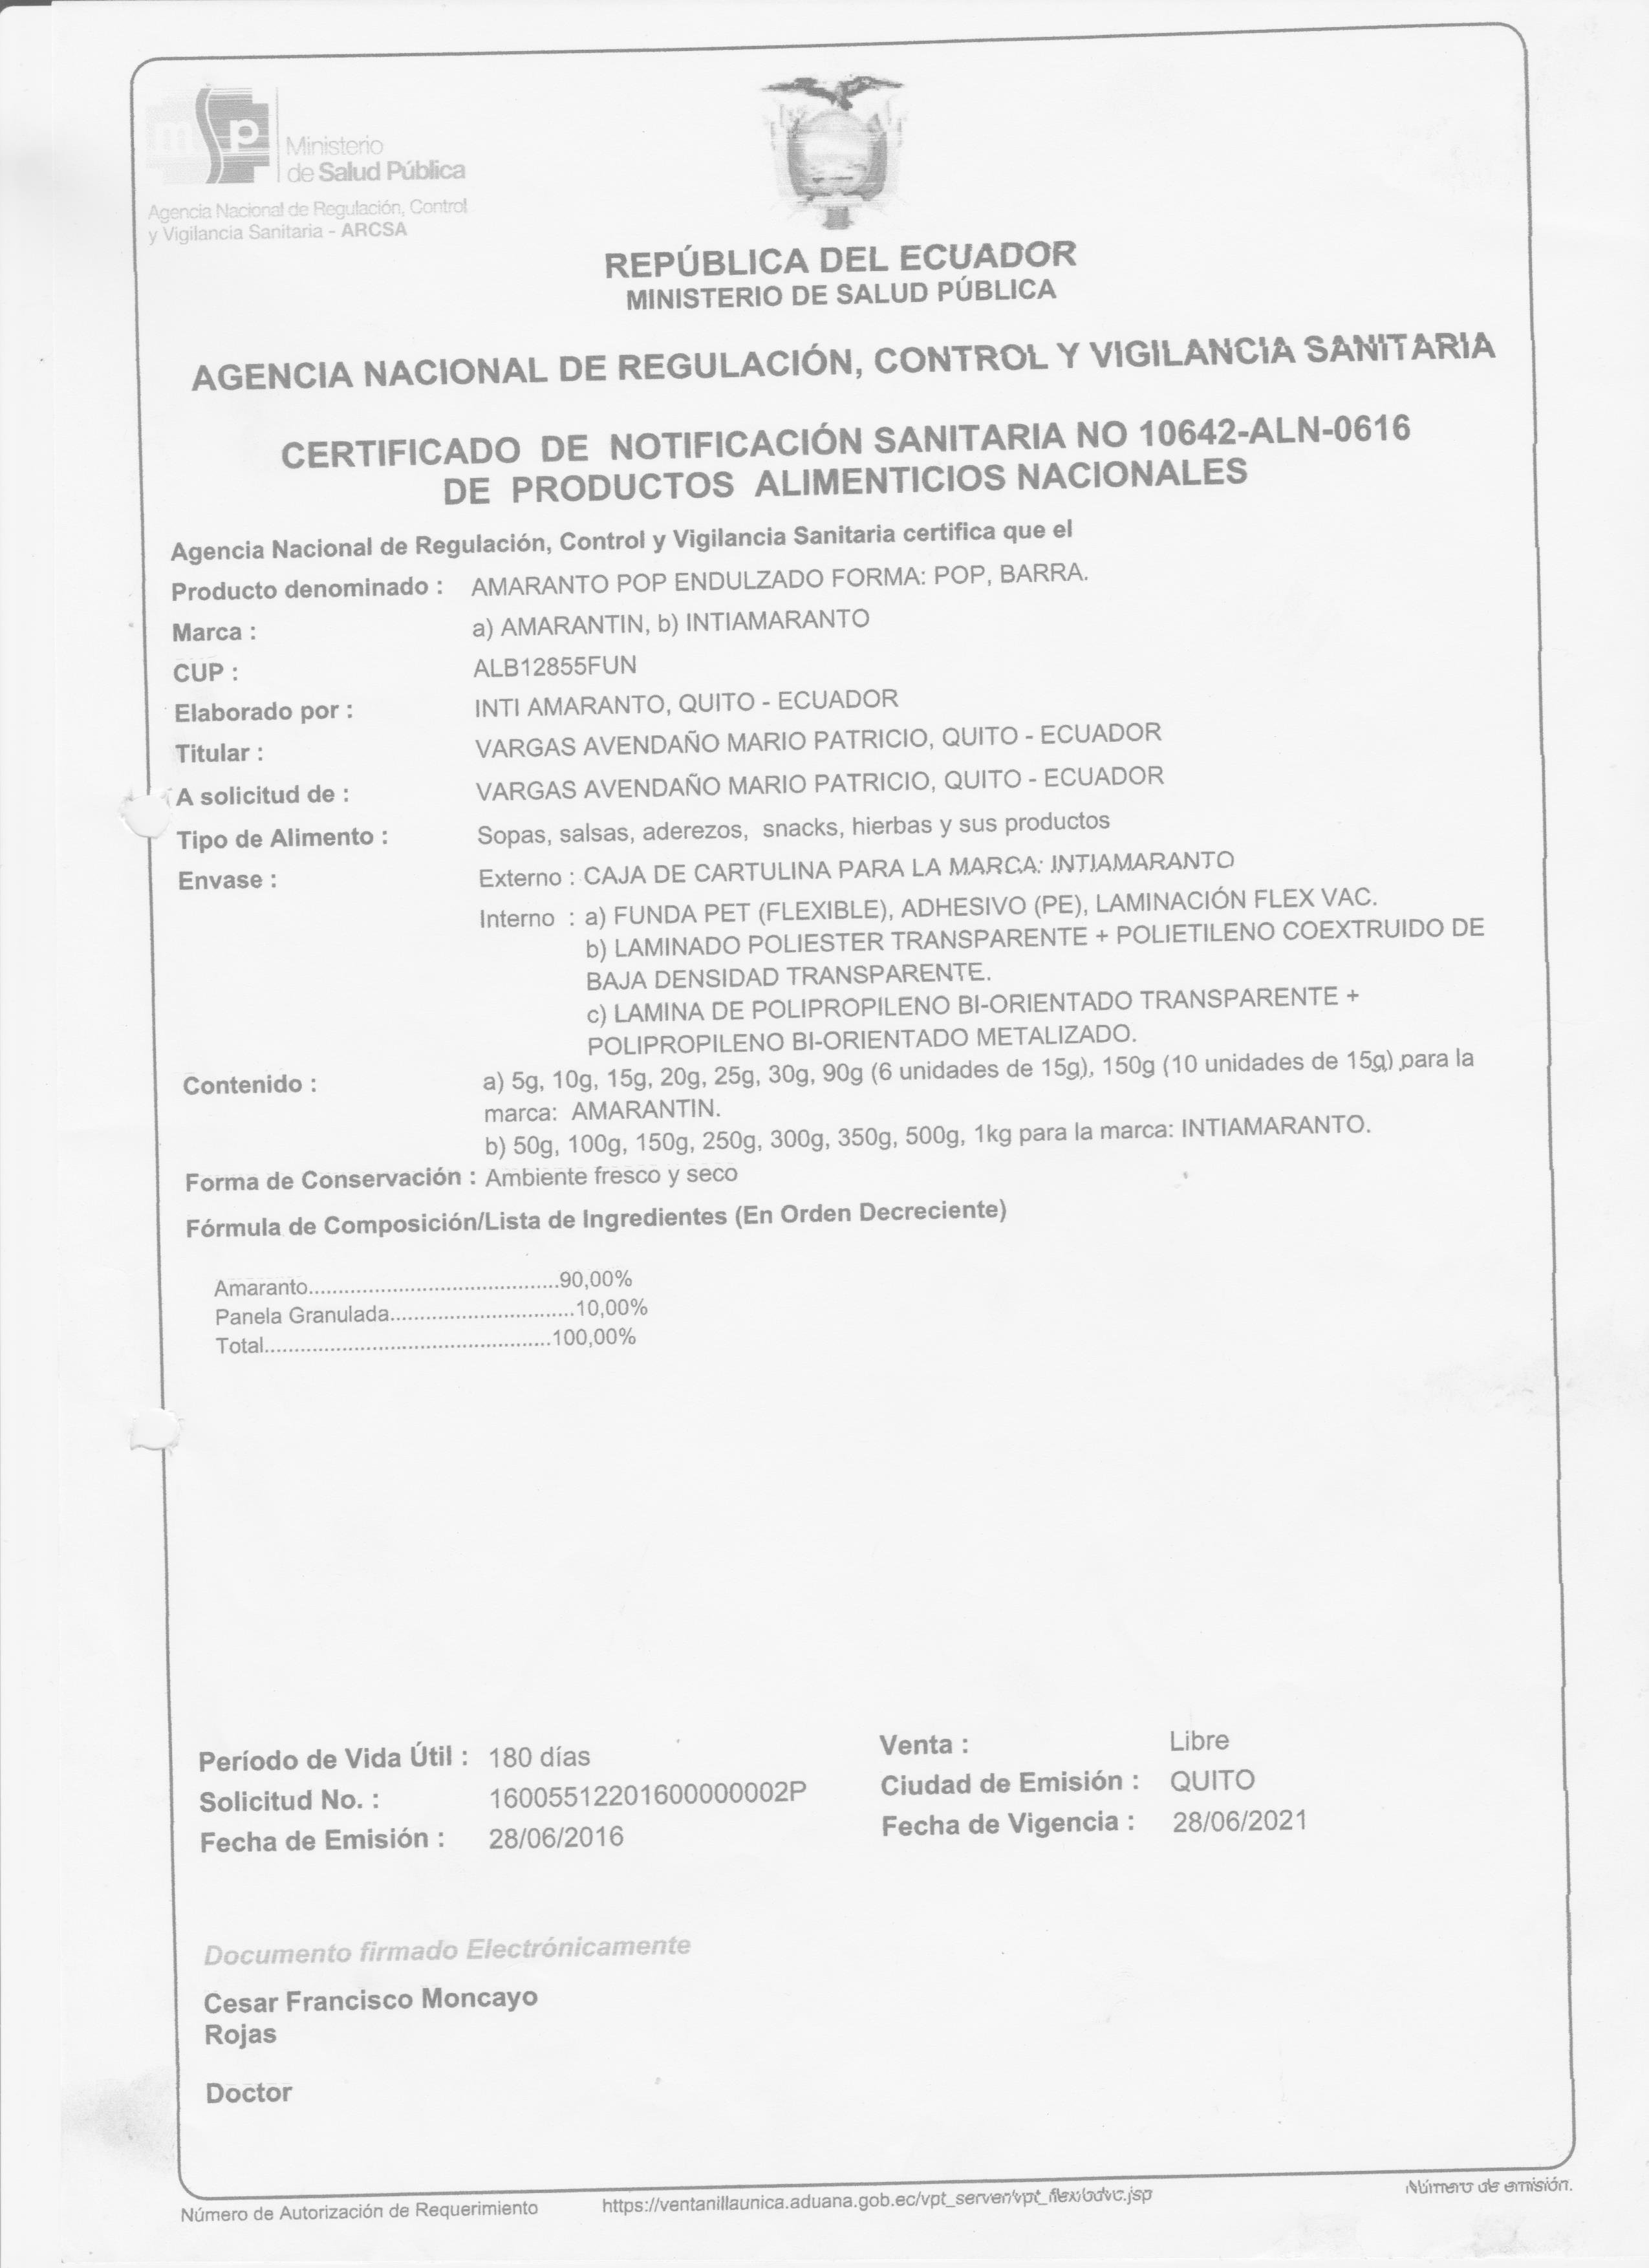 msp
Ministerio
de Salud Pública
Agencia Nacional de Regulación, Control
y Vigilancia Sanitaria - ARCSA
REPÚBLICA DEL ECUADOR
MINISTERIO DE SALUD PÚBLICA
AGENCIA NACIONAL DE REGULACIÓN, CONTROL Y VIGILANCIA SANITARIA
CERTIFICADO DE NOTIFICACIÓN SANITARIA NO 10642-ALN-0616
DE PRODUCTOS ALIMENTICIOS NACIONALES
Agencia Nacional de Regulación, Control y Vigilancia Sanitaria certifica que el
Producto denominado : AMARANTO POP ENDULZADO FORMA: POP, BARRA.
Marca : a) AMARANTIN, b) INTIAMARANTO
CUP : ALB12855FUN
Elaborado por : INTI AMARANTO, QUITO - ECUADOR
Titular : VARGAS AVENDAÑO MARIO PATRICIO, QUITO - ECUADOR
A solicitud de : VARGAS AVENDAÑO MARIO PATRICIO, QUITO - ECUADOR
Tipo de Alimento : Sopas, salsas, aderezos, snacks, hierbas y sus productos
Envase : Externo : CAJA DE CARTULINA PARA LA MARCA: INTIAMARANTO
Interno : a) FUNDA PET (FLEXIBLE), ADHESIVO (PE), LAMINACIÓN FLEX VAC.
b) LAMINADO POLIESTER TRANSPARENTE + POLIETILENO COEXTRUIDO DE
BAJA DENSIDAD TRANSPARENTE.
c) LAMINA DE POLIPROPILENO BI-ORIENTADO TRANSPARENTE +
POLIPROPILENO BI-ORIENTADO METALIZADO.
Contenido : a) 5g, 10g, 15g, 20g, 25g, 30g, 90g (6 unidades de 15g), 150g (10 unidades de 15g) para la
marca: AMARANTIN.
b) 50g, 100g, 150g, 250g, 300g, 350g, 500g, 1kg para la marca: INTIAMARANTO.
Forma de Conservación : Ambiente fresco y seco
Fórmula de Composición/Lista de Ingredientes (En Orden Decreciente)
Amaranto......................................90,00%
Panela Granulada............................10,00%
Total...........................................100,00%
Período de Vida Útil : 180 días Venta : Libre
Solicitud No. : 16005512201600000002P Ciudad de Emisión : QUITO
Fecha de Emisión : 28/06/2016 Fecha de Vigencia : 28/06/2021
Documento firmado Electrónicamente
Cesar Francisco Moncayo
Rojas
Doctor
Número de Autorización de Requerimiento https://ventanillaunica.aduana.gob.ec/vpt_server/vpt_flex/bdvc.jsp Número de emisión.